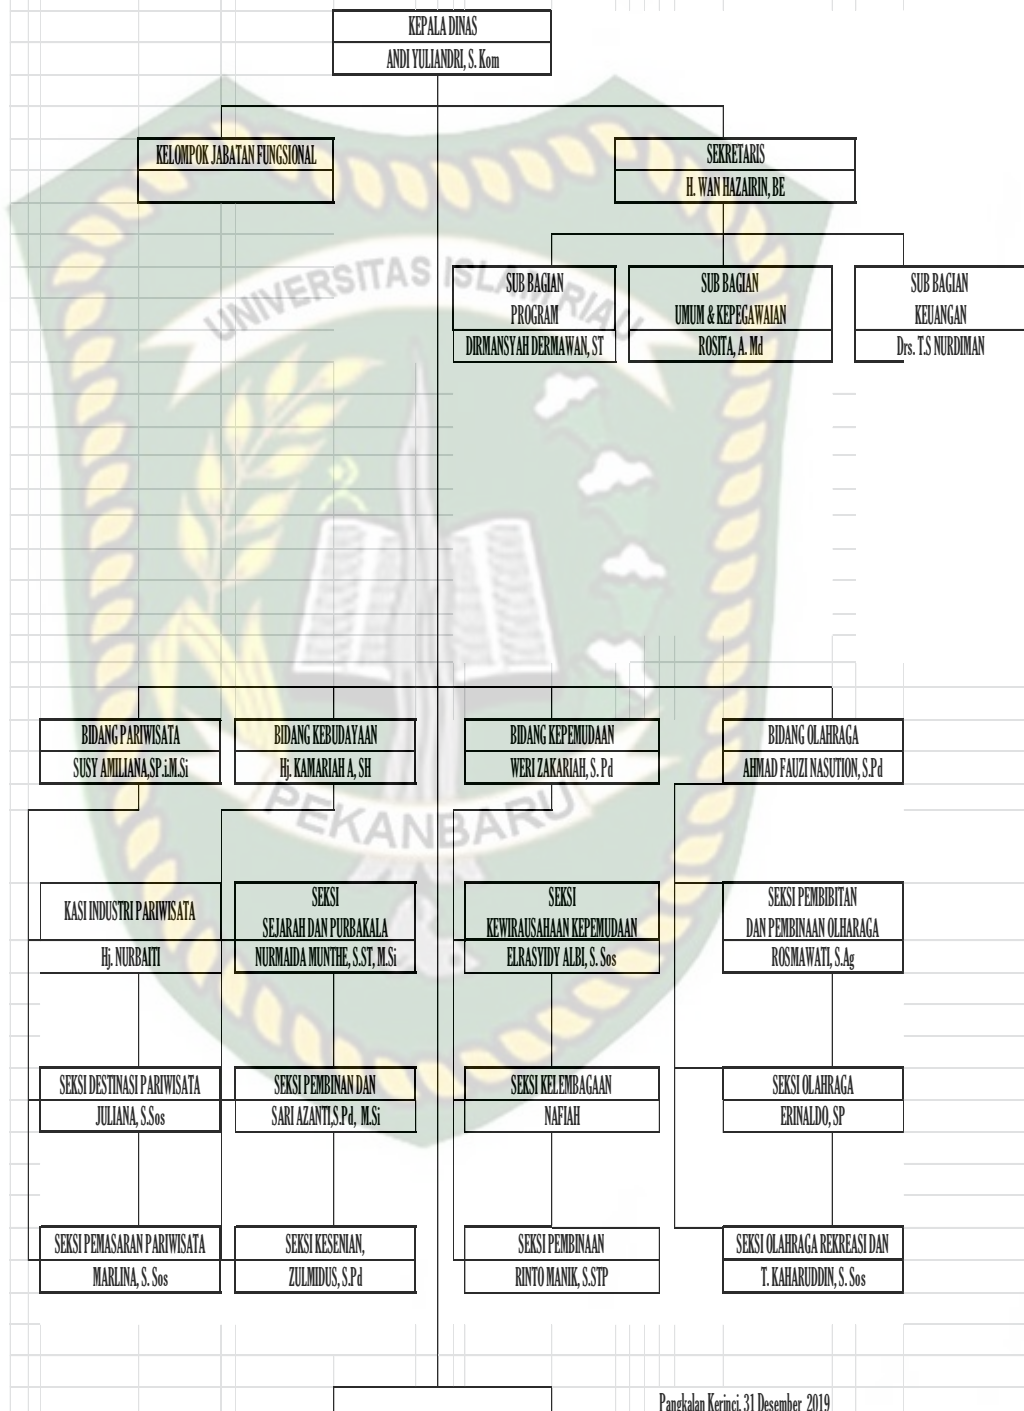 KEPALA DINAS
ANDI YULIANDRI, S. Kom
KELOMPOK JABATAN FUNGSIONAL
SEKRETARIS
H. WAN HAZAIRIN, BE
UNIVERSITAS ISLAM RIAU
SUB BAGIAN
PROGRAM
DIRMANSYAH DERMAWAN, ST
SUB BAGIAN
UMUM & KEPEGAWAIAN
ROSITA, A. Md
SUB BAGIAN
KEUANGAN
Drs. T.S NURDIMAN
BIDANG PARIWISATA
SUSY AMILIANA,SP.i.M.Si
BIDANG KEBUDAYAAN
Hj. KAMARIAH A, SH
BIDANG KEPEMUDAAN
WERI ZAKARIAH, S. Pd
BIDANG OLAHRAGA
AHMAD FAUZI NASUTION, S.Pd
PEKANBARU
KASI INDUSTRI PARIWISATA
Hj. NURBAITI
SEKSI
SEJARAH DAN PURBAKALA
NURMAIDA MUNTHE, S.ST, M.Si
SEKSI
KEWIRAUSAHAAN KEPEMUDAAN
ELRASYIDY ALBI, S. Sos
SEKSI PEMBIBITAN
DAN PEMBINAAN OLHARAGA
ROSMAWATI, S.Ag
SEKSI DESTINASI PARIWISATA
JULIANA, S.Sos
SEKSI PEMBINAN DAN
SARI AZANTI,S.Pd, M.Si
SEKSI KELEMBAGAAN
NAFIAH
SEKSI OLAHRAGA
ERINALDO, SP
SEKSI PEMASARAN PARIWISATA
MARLINA, S. Sos
SEKSI KESENIAN,
ZULMIDUS, S.Pd
SEKSI PEMBINAAN
RINTO MANIK, S.STP
SEKSI OLAHRAGA REKREASI DAN
T. KAHARUDDIN, S. Sos
Pangkalan Kerinci, 31 Desember 2019